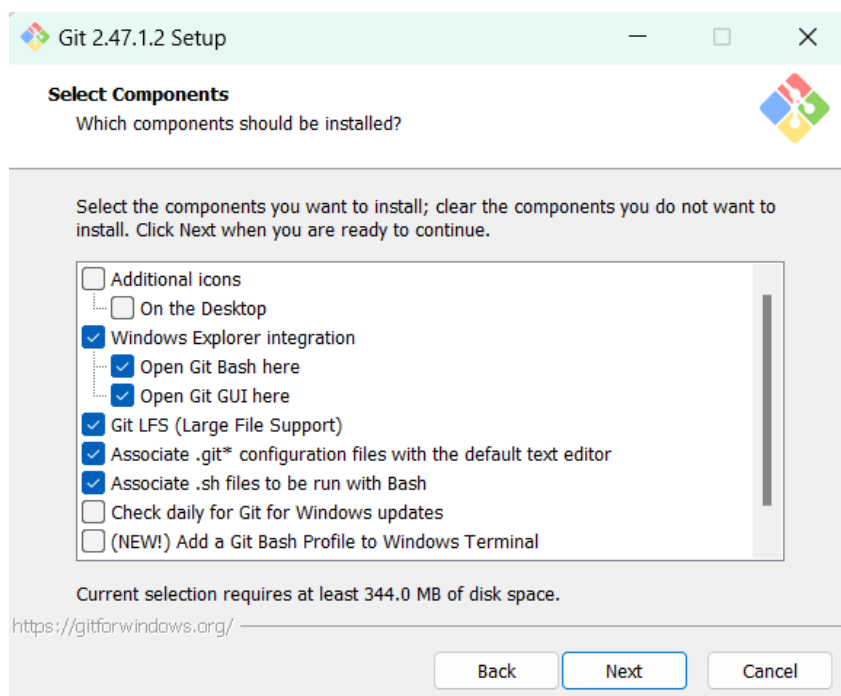 Git 2.47.1.2 Setup
Select Components
Which components should be installed?
Select the components you want to install; clear the components you do not want to
install. Click Next when you are ready to continue.
Additional icons
On the Desktop
Windows Explorer integration
Open Git Bash here
Open Git GUI here
Git LFS (Large File Support)
Associate .git* configuration files with the default text editor
Associate .sh files to be run with Bash
Check daily for Git for Windows updates
(NEW!) Add a Git Bash Profile to Windows Terminal
Current selection requires at least 344.0 MB of disk space.
https://gitforwindows.org/
Back Next Cancel